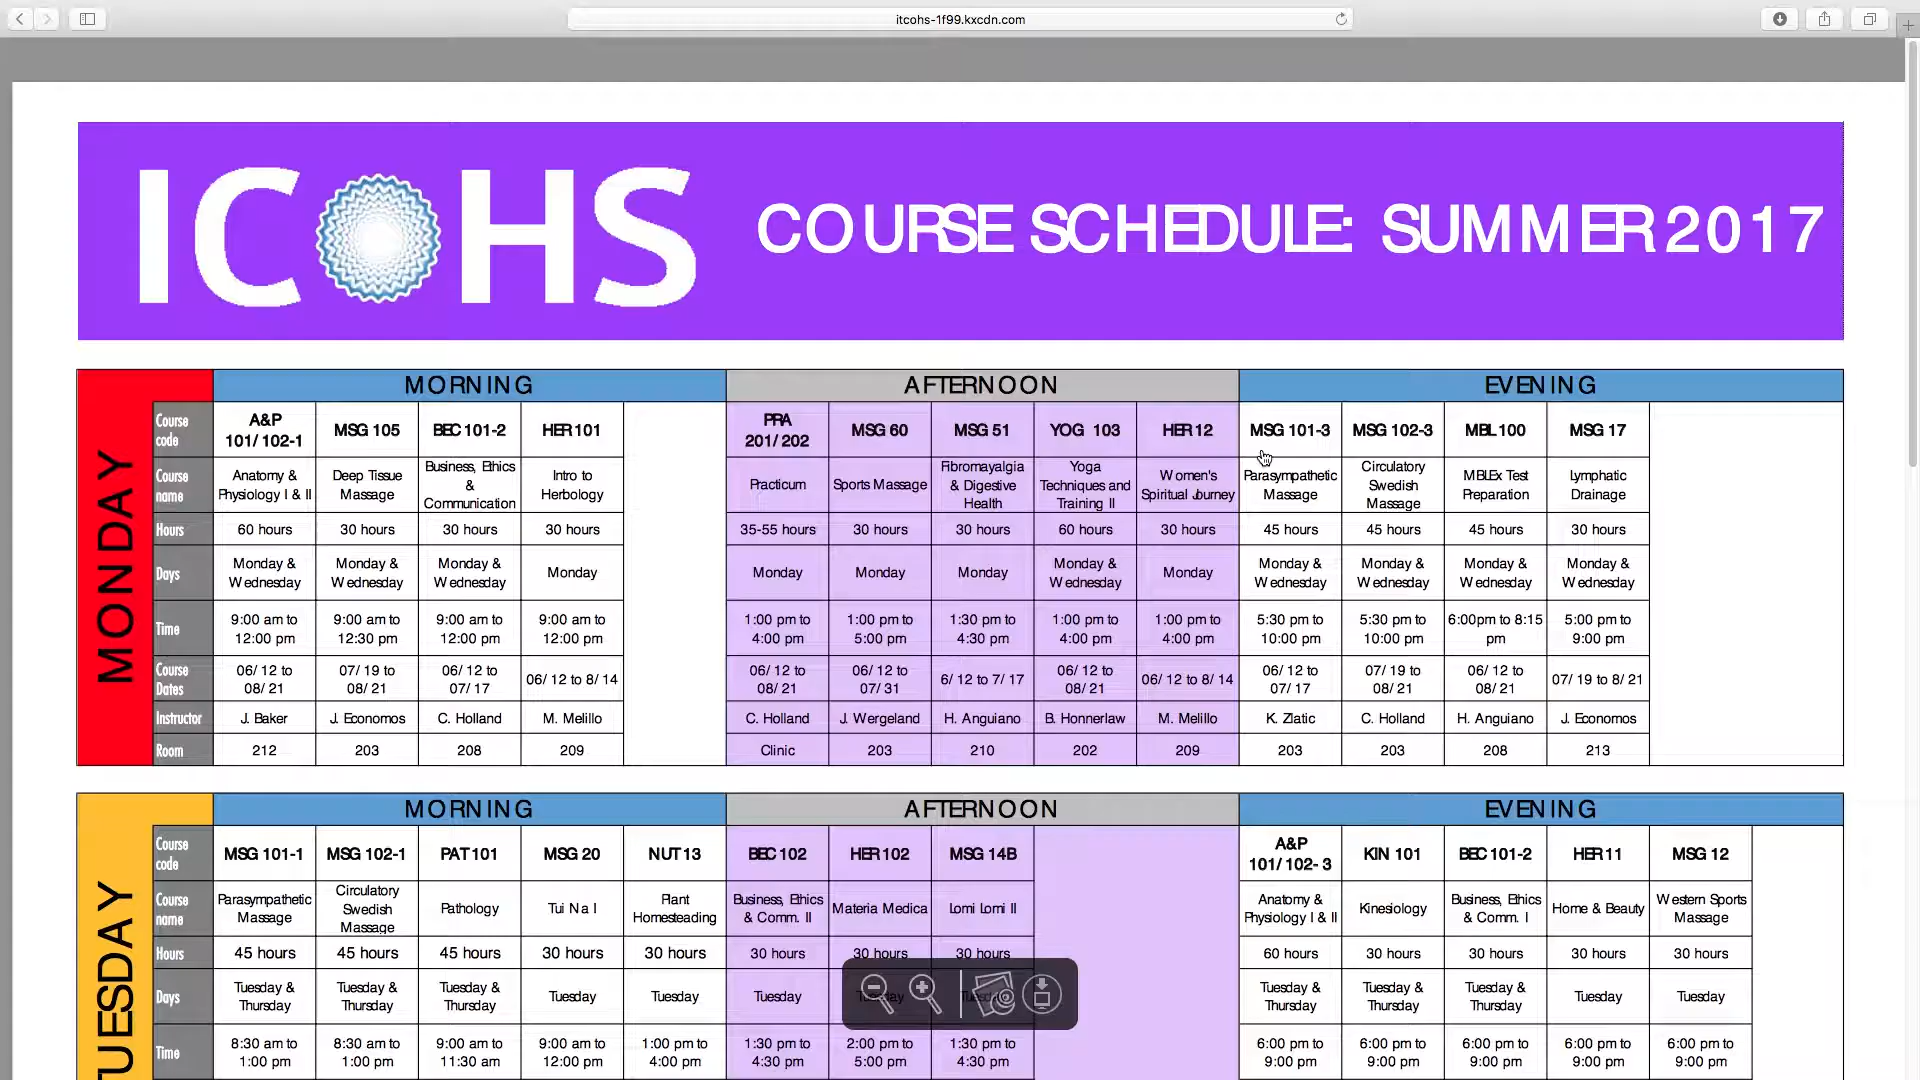 itcohs-1f99.kxcdn.com
ICOHS COURSE SCHEDULE: SUMMER 2017
MONDAY
MORNING AFTERNOON EVENING
Course code A&P 101/102-1 MSG 105 BEC 101-2 HER 101 PRA 201/202 MSG 60 MSG 51 YOG 103 HER 12 MSG 101-3 MSG 102-3 MBL 100 MSG 17
Course name Anatomy & Physiology I & II Deep Tissue Massage Business, Ethics & Communication Intro to Herbology Practicum Sports Massage Fibromayalgia & Digestive Health Yoga Techniques and Training II Women's Spiritual Journey Parasympathetic Massage Circulatory Swedish Massage MBLEx Test Preparation Lymphatic Drainage
Hours 60 hours 30 hours 30 hours 30 hours 35-55 hours 30 hours 30 hours 60 hours 30 hours 45 hours 45 hours 45 hours 30 hours
Days Monday & Wednesday Monday & Wednesday Monday & Wednesday Monday Monday Monday Monday Monday & Wednesday Monday Monday & Wednesday Monday & Wednesday Monday & Wednesday Monday & Wednesday
Time 9:00 am to 12:00 pm 9:00 am to 12:30 pm 9:00 am to 12:00 pm 9:00 am to 12:00 pm 1:00 pm to 4:00 pm 1:00 pm to 5:00 pm 1:30 pm to 4:30 pm 1:00 pm to 4:00 pm 1:00 pm to 4:00 pm 5:30 pm to 10:00 pm 5:30 pm to 10:00 pm 6:00pm to 8:15 pm 5:00 pm to 9:00 pm
Course Dates 06/12 to 08/21 07/19 to 08/21 06/12 to 07/17 06/12 to 8/14 06/12 to 08/21 06/12 to 07/31 6/12 to 7/17 06/12 to 08/21 06/12 to 8/14 06/12 to 07/17 07/19 to 08/21 06/12 to 08/21 07/19 to 8/21
Instructor J. Baker J. Economos C. Holland M. Melillo C. Holland J. Wergeland H. Anguiano B. Honnerlaw M. Melillo K. Zlatic C. Holland H. Anguiano J. Economos
Room 212 203 208 209 Clinic 203 210 202 209 203 203 208 213
TUESDAY
MORNING AFTERNOON EVENING
Course code MSG 101-1 MSG 102-1 PAT 101 MSG 20 NUT 13 BEC 102 HER 102 MSG 14B A&P 101/102-3 KIN 101 BEC 101-2 HER 11 MSG 12
Course name Parasympathetic Massage Circulatory Swedish Massage Pathology Tui Na I Plant Homesteading Business, Ethics & Comm. II Materia Medica Lomi Lomi II Anatomy & Physiology I & II Kinesiology Business, Ethics & Comm. I Home & Beauty Western Sports Massage
Hours 45 hours 45 hours 45 hours 30 hours 30 hours 30 hours 30 hours 30 hours 60 hours 30 hours 30 hours 30 hours 30 hours
Days Tuesday & Thursday Tuesday & Thursday Tuesday & Thursday Tuesday Tuesday Tuesday Tuesday Tuesday Tuesday & Thursday Tuesday & Thursday Tuesday & Thursday Tuesday Tuesday
Time 8:30 am to 1:00 pm 8:30 am to 1:00 pm 9:00 am to 11:30 am 9:00 am to 12:00 pm 1:00 pm to 4:00 pm 1:30 pm to 4:30 pm 2:00 pm to 5:00 pm 1:30 pm to 4:30 pm 6:00 pm to 9:00 pm 6:00 pm to 9:00 pm 6:00 pm to 9:00 pm 6:00 pm to 9:00 pm 6:00 pm to 9:00 pm